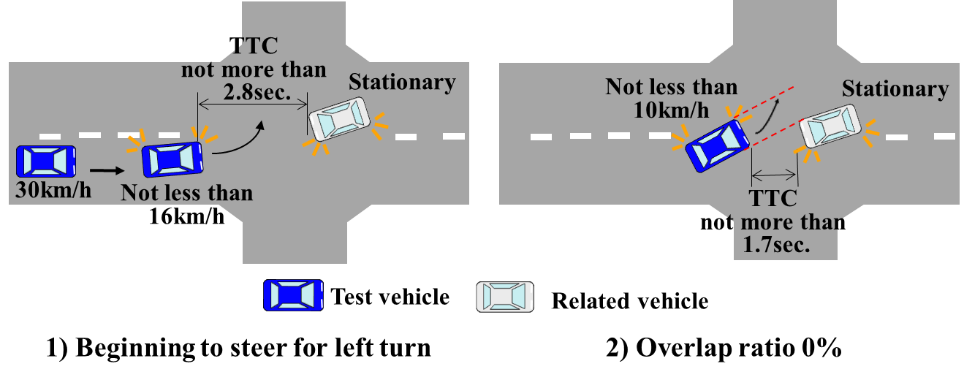 TTC
not more than
2.8sec.
Stationary
30km/h
Not less than
16km/h
Not less than
10km/h
Stationary
TTC
not more than
1.7sec.
Test vehicle
Related vehicle
1) Beginning to steer for left turn
2) Overlap ratio 0%